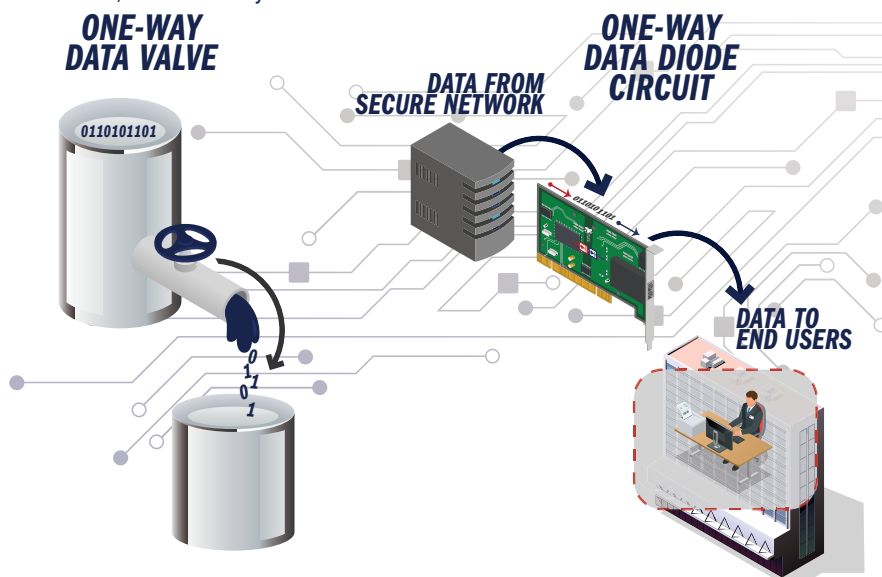 ONE-WAY
DATA VALVE
0110101101
0
1
1
0
1
DATA FROM
SECURE NETWORK
ONE-WAY
DATA DIODE
CIRCUIT
DATA TO
END USERS